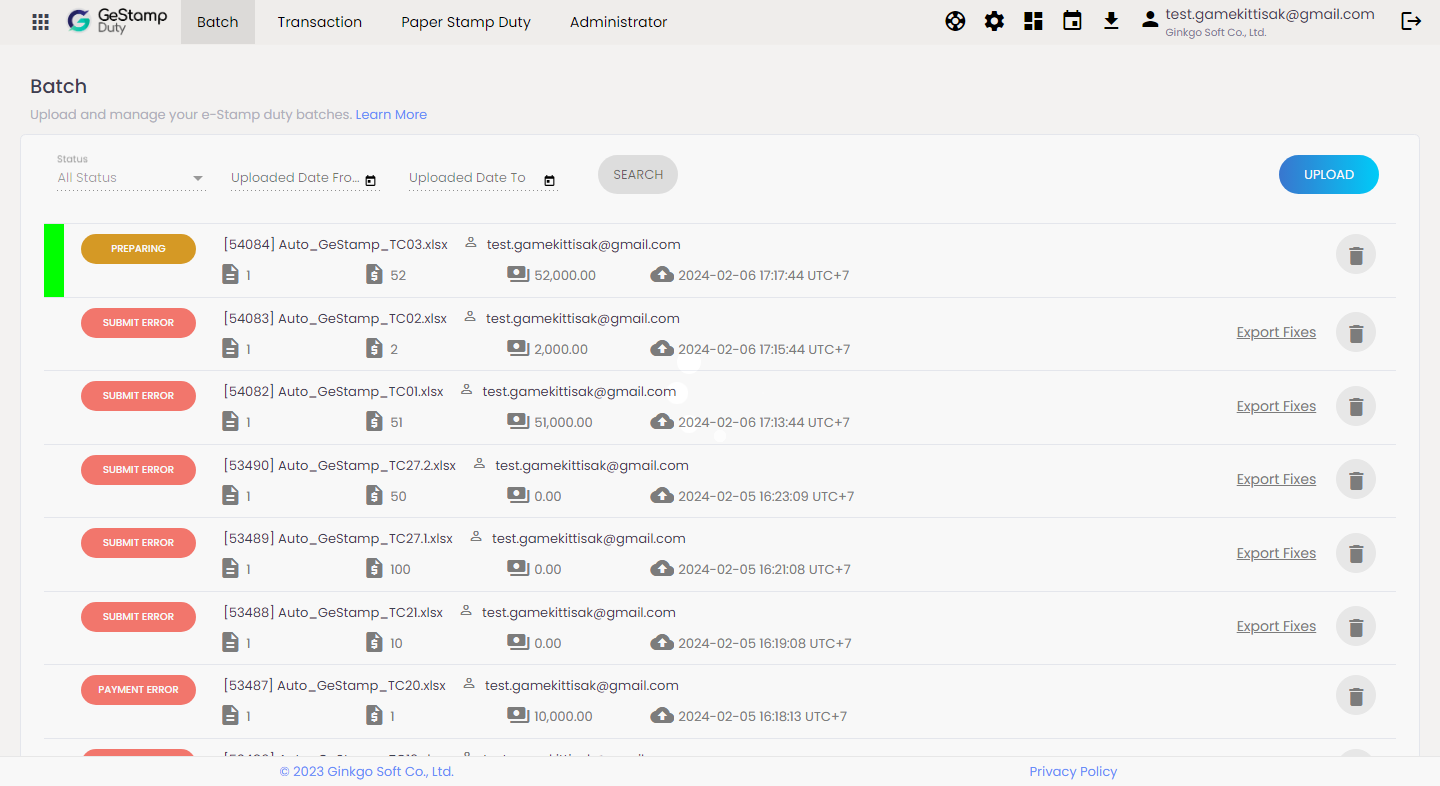 GeStamp
Duty
Batch
Transaction
Paper Stamp Duty
Administrator
test.gamekittisak@gmail.com
Ginkgo Soft Co., Ltd.
Batch
Upload and manage your e-Stamp duty batches. Learn More
Status
All Status
Uploaded Date Fro...
Uploaded Date To
SEARCH
UPLOAD
PREPARING
[54084] Auto_GeStamp_TC03.xlsx test.gamekittisak@gmail.com
1 52 52,000.00 2024-02-06 17:17:44 UTC+7
SUBMIT ERROR
[54083] Auto_GeStamp_TC02.xlsx test.gamekittisak@gmail.com
1 2 2,000.00 2024-02-06 17:15:44 UTC+7
Export Fixes
SUBMIT ERROR
[54082] Auto_GeStamp_TC01.xlsx test.gamekittisak@gmail.com
1 51 51,000.00 2024-02-06 17:13:44 UTC+7
Export Fixes
SUBMIT ERROR
[53490] Auto_GeStamp_TC27.2.xlsx test.gamekittisak@gmail.com
1 50 0.00 2024-02-05 16:23:09 UTC+7
Export Fixes
SUBMIT ERROR
[53489] Auto_GeStamp_TC27.1.xlsx test.gamekittisak@gmail.com
1 100 0.00 2024-02-05 16:21:08 UTC+7
Export Fixes
SUBMIT ERROR
[53488] Auto_GeStamp_TC21.xlsx test.gamekittisak@gmail.com
1 10 0.00 2024-02-05 16:19:08 UTC+7
Export Fixes
PAYMENT ERROR
[53487] Auto_GeStamp_TC20.xlsx test.gamekittisak@gmail.com
1 1 10,000.00 2024-02-05 16:18:13 UTC+7
© 2023 Ginkgo Soft Co., Ltd.
Privacy Policy